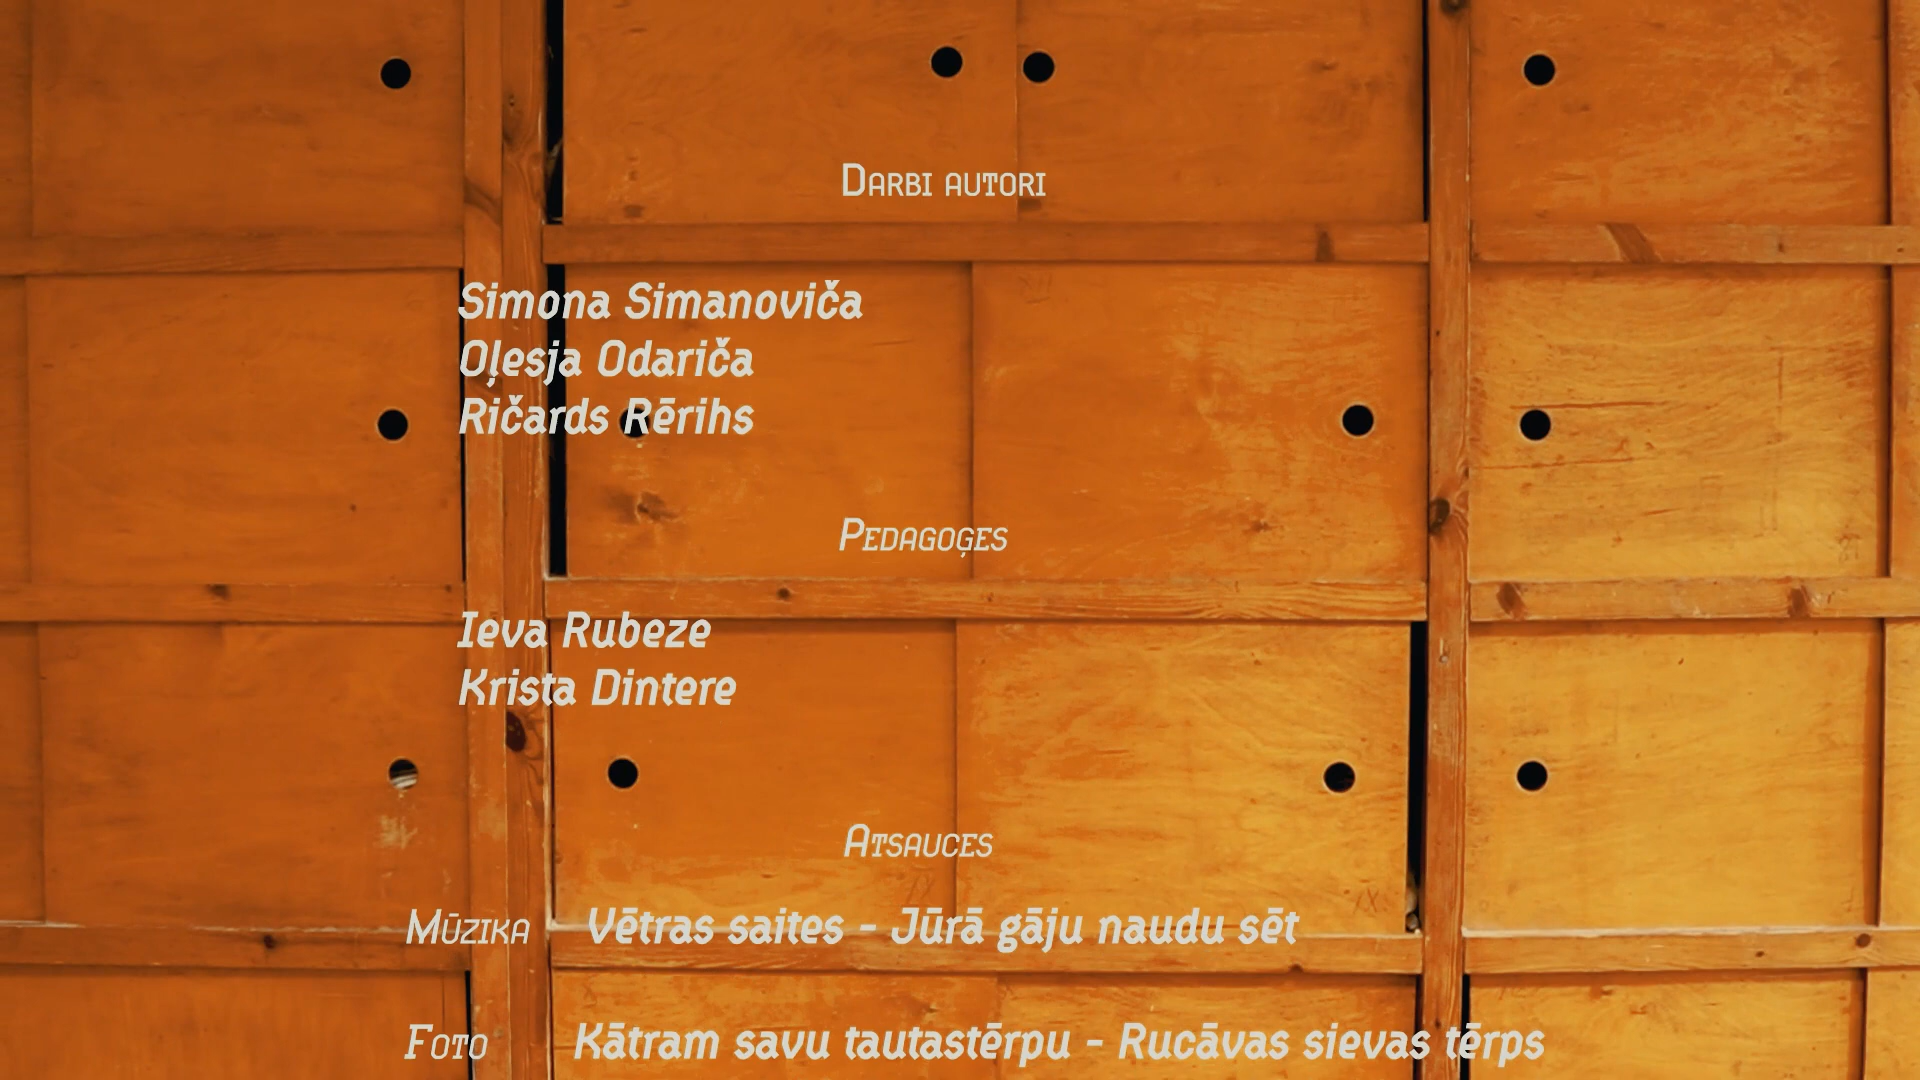 Darbi autori
Simona Simanoviča
Oļesja Odariča
Ričards Rērihs
Pedagoģes
Ieva Rubeze
Krista Dintere
Atsauces
Mūzika Vētras saites - Jūrā gāju naudu sēt
Foto Kātram savu tautastērpu - Rucāvas sievas tērps